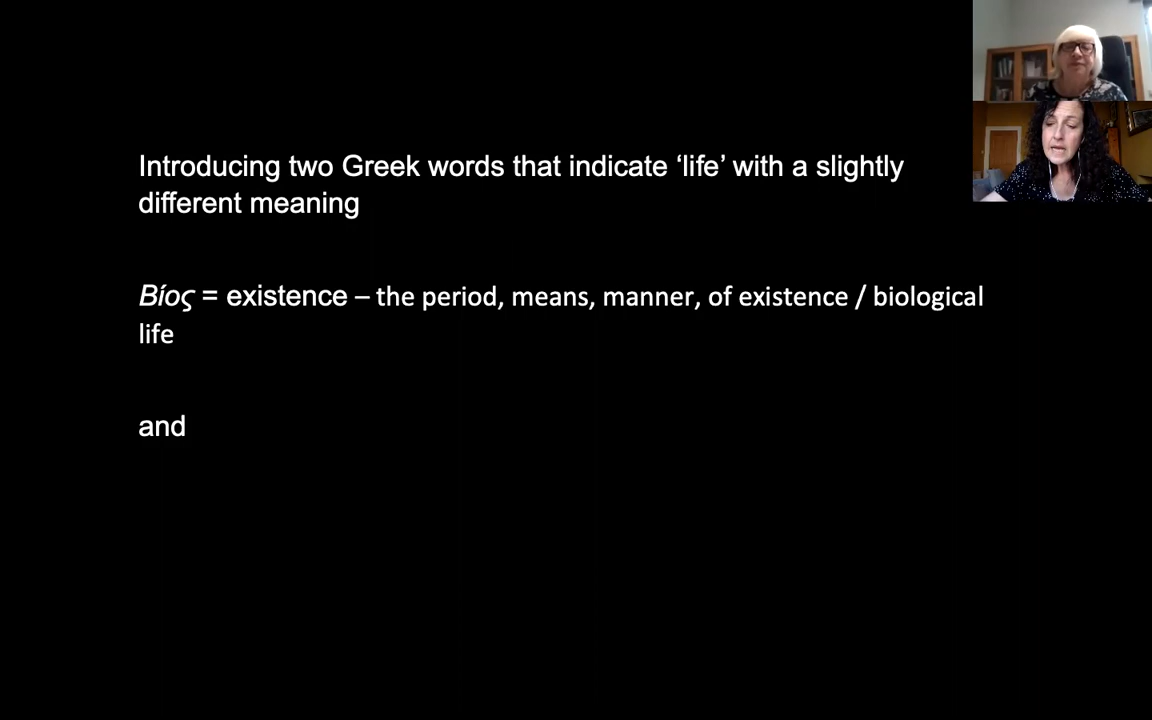 Introducing two Greek words that indicate ‘life’ with a slightly
different meaning
Βίος = existence – the period, means, manner, of existence / biological
life
and